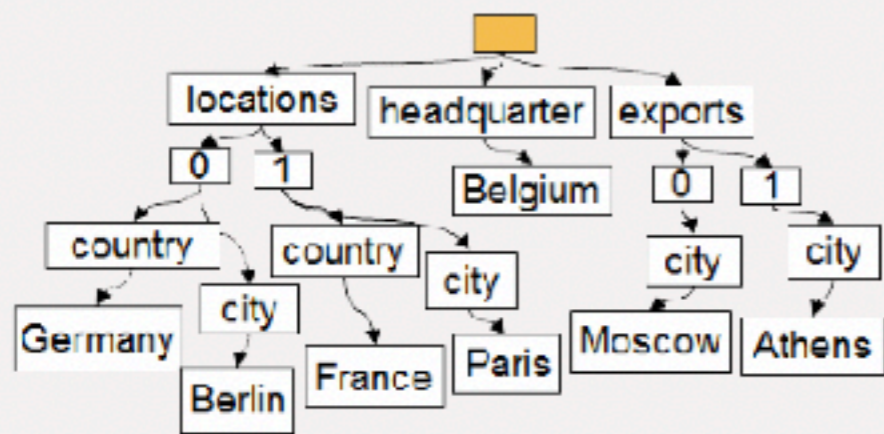 locations
headquarter
exports
0
1
Belgium
0
1
country
country
city
city
city
Germany
city
Berlin
France
Paris
Moscow
Athens